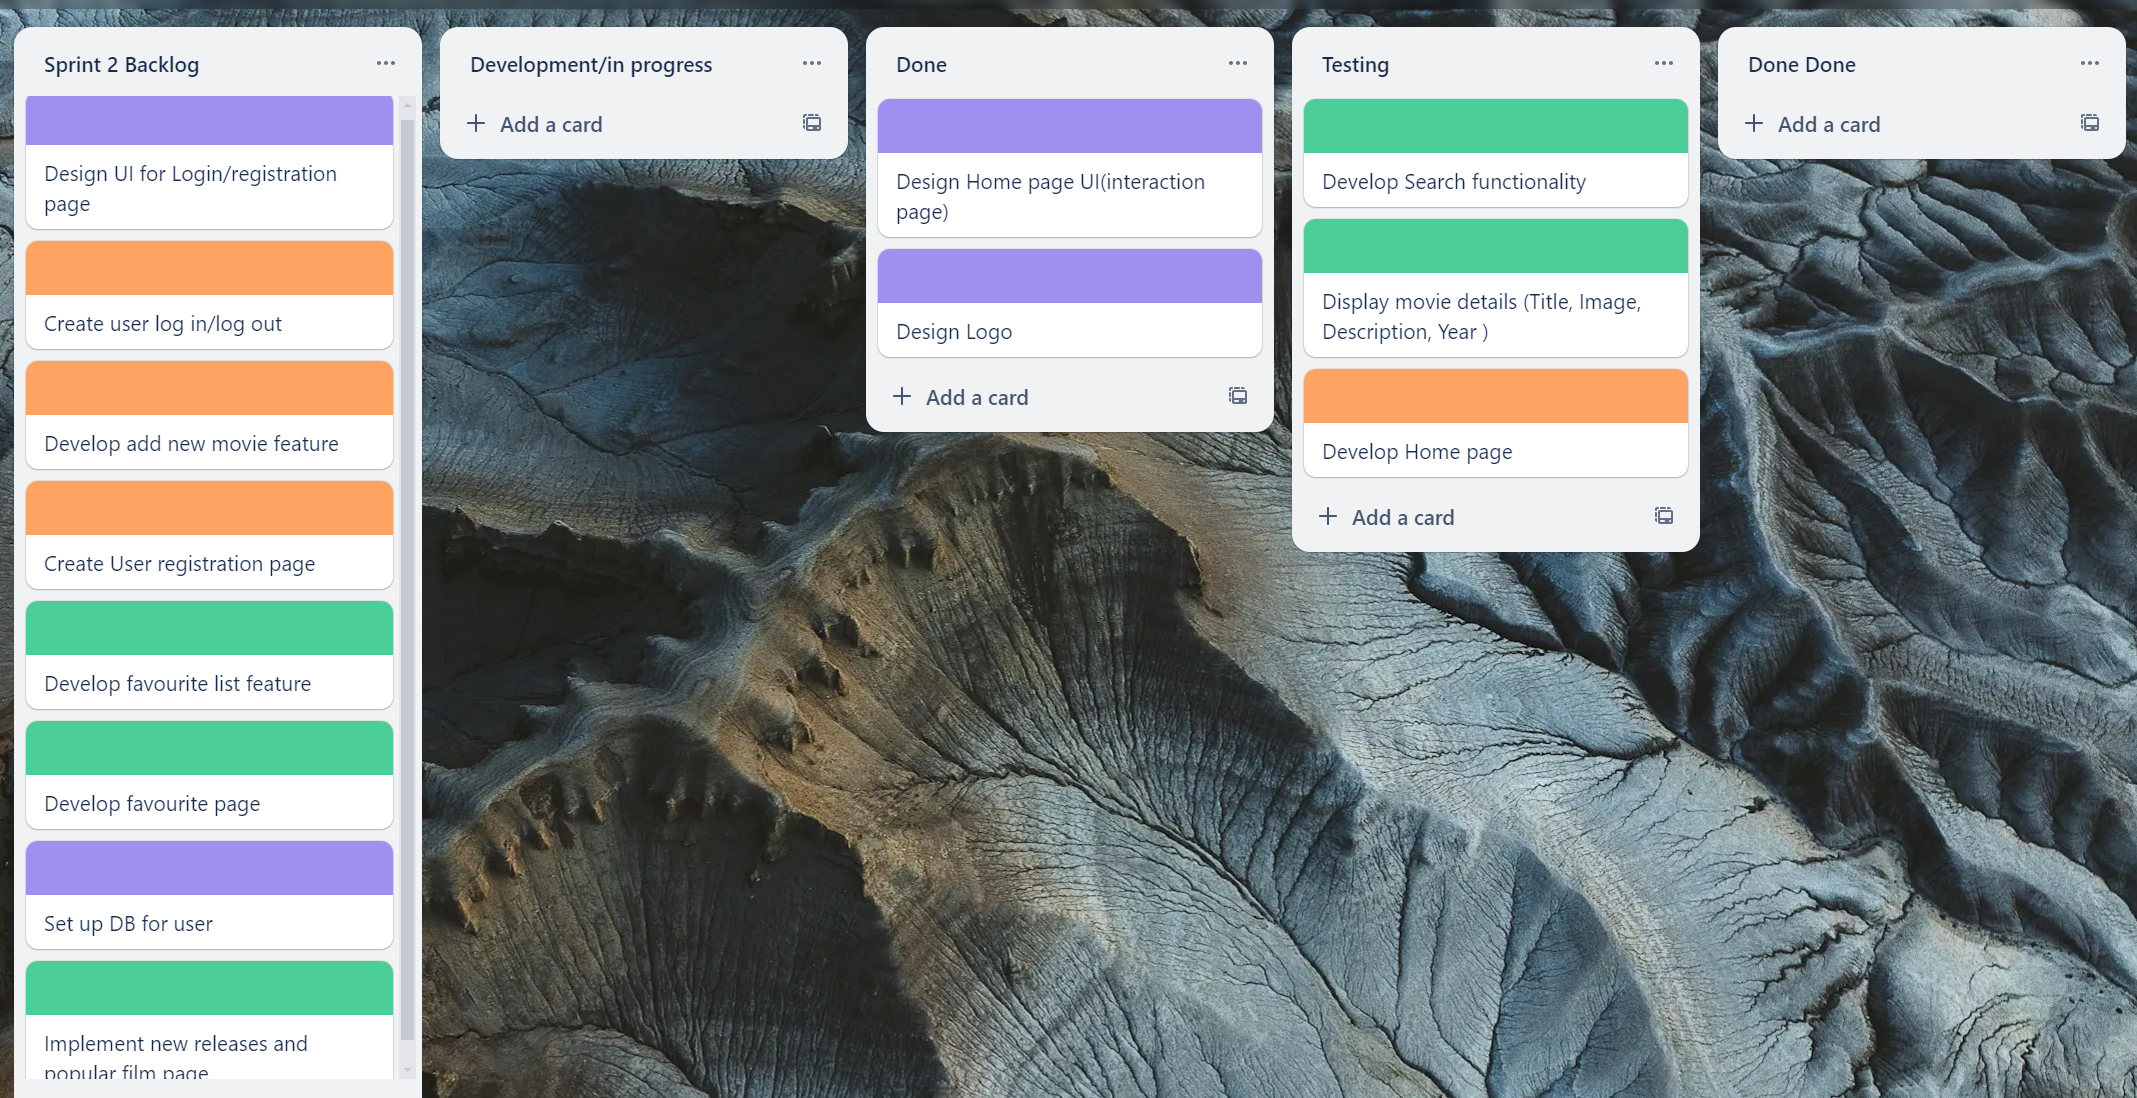 Sprint 2 Backlog
Design UI for Login/registration
page
Create user log in/log out
Develop add new movie feature
Create User registration page
Develop favourite list feature
Develop favourite page
Set up DB for user
Implement new releases and
popular film page
Development/in progress
Add a card
Done
Design Home page UI(interaction
page)
Design Logo
Add a card
Testing
Develop Search functionality
Display movie details (Title, Image,
Description, Year )
Develop Home page
Add a card
Done Done
Add a card